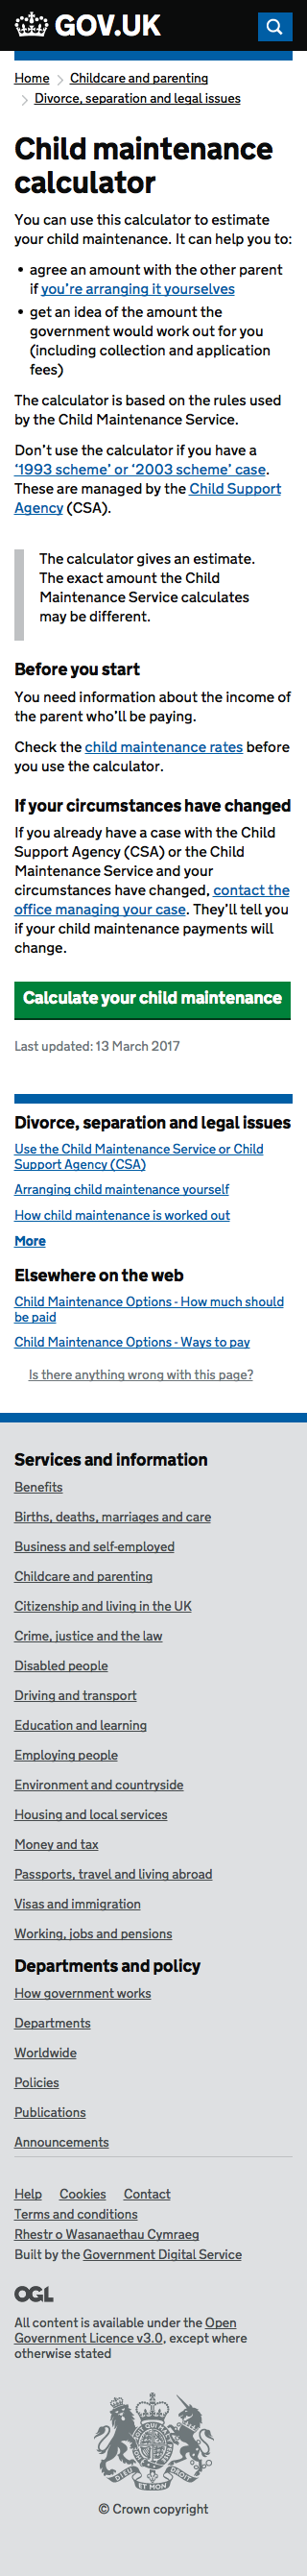 GOV.UK
Home
Childcare and parenting
Divorce, separation and legal issues
Child maintenance
calculator
You can use this calculator to estimate
your child maintenance. It can help you to:
• agree an amount with the other parent
if you’re arranging it yourselves
• get an idea of the amount the
government would work out for you
(including collection and application
fees)
The calculator is based on the rules used
by the Child Maintenance Service.
Don’t use the calculator if you have a
‘1993 scheme’ or ‘2003 scheme’ case.
These are managed by the Child Support
Agency (CSA).
The calculator gives an estimate.
The exact amount the Child
Maintenance Service calculates
may be different.
Before you start
You need information about the income of
the parent who’ll be paying.
Check the child maintenance rates before
you use the calculator.
If your circumstances have changed
If you already have a case with the Child
Support Agency (CSA) or the Child
Maintenance Service and your
circumstances have changed, contact the
office managing your case. They’ll tell you
if your child maintenance payments will
change.
Calculate your child maintenance
Last updated: 13 March 2017
Divorce, separation and legal issues
Use the Child Maintenance Service or Child
Support Agency (CSA)
Arranging child maintenance yourself
How child maintenance is worked out
More
Elsewhere on the web
Child Maintenance Options - How much should
be paid
Child Maintenance Options - Ways to pay
Is there anything wrong with this page?
Services and information
Benefits
Births, deaths, marriages and care
Business and self-employed
Childcare and parenting
Citizenship and living in the UK
Crime, justice and the law
Disabled people
Driving and transport
Education and learning
Employing people
Environment and countryside
Housing and local services
Money and tax
Passports, travel and living abroad
Visas and immigration
Working, jobs and pensions
Departments and policy
How government works
Departments
Worldwide
Policies
Publications
Announcements
Help Cookies Contact
Terms and conditions
Rhestr o Wasanaethau Cymraeg
Built by the Government Digital Service
OGL
All content is available under the Open
Government Licence v3.0, except where
otherwise stated
DIEU ET MON DROIT
© Crown copyright